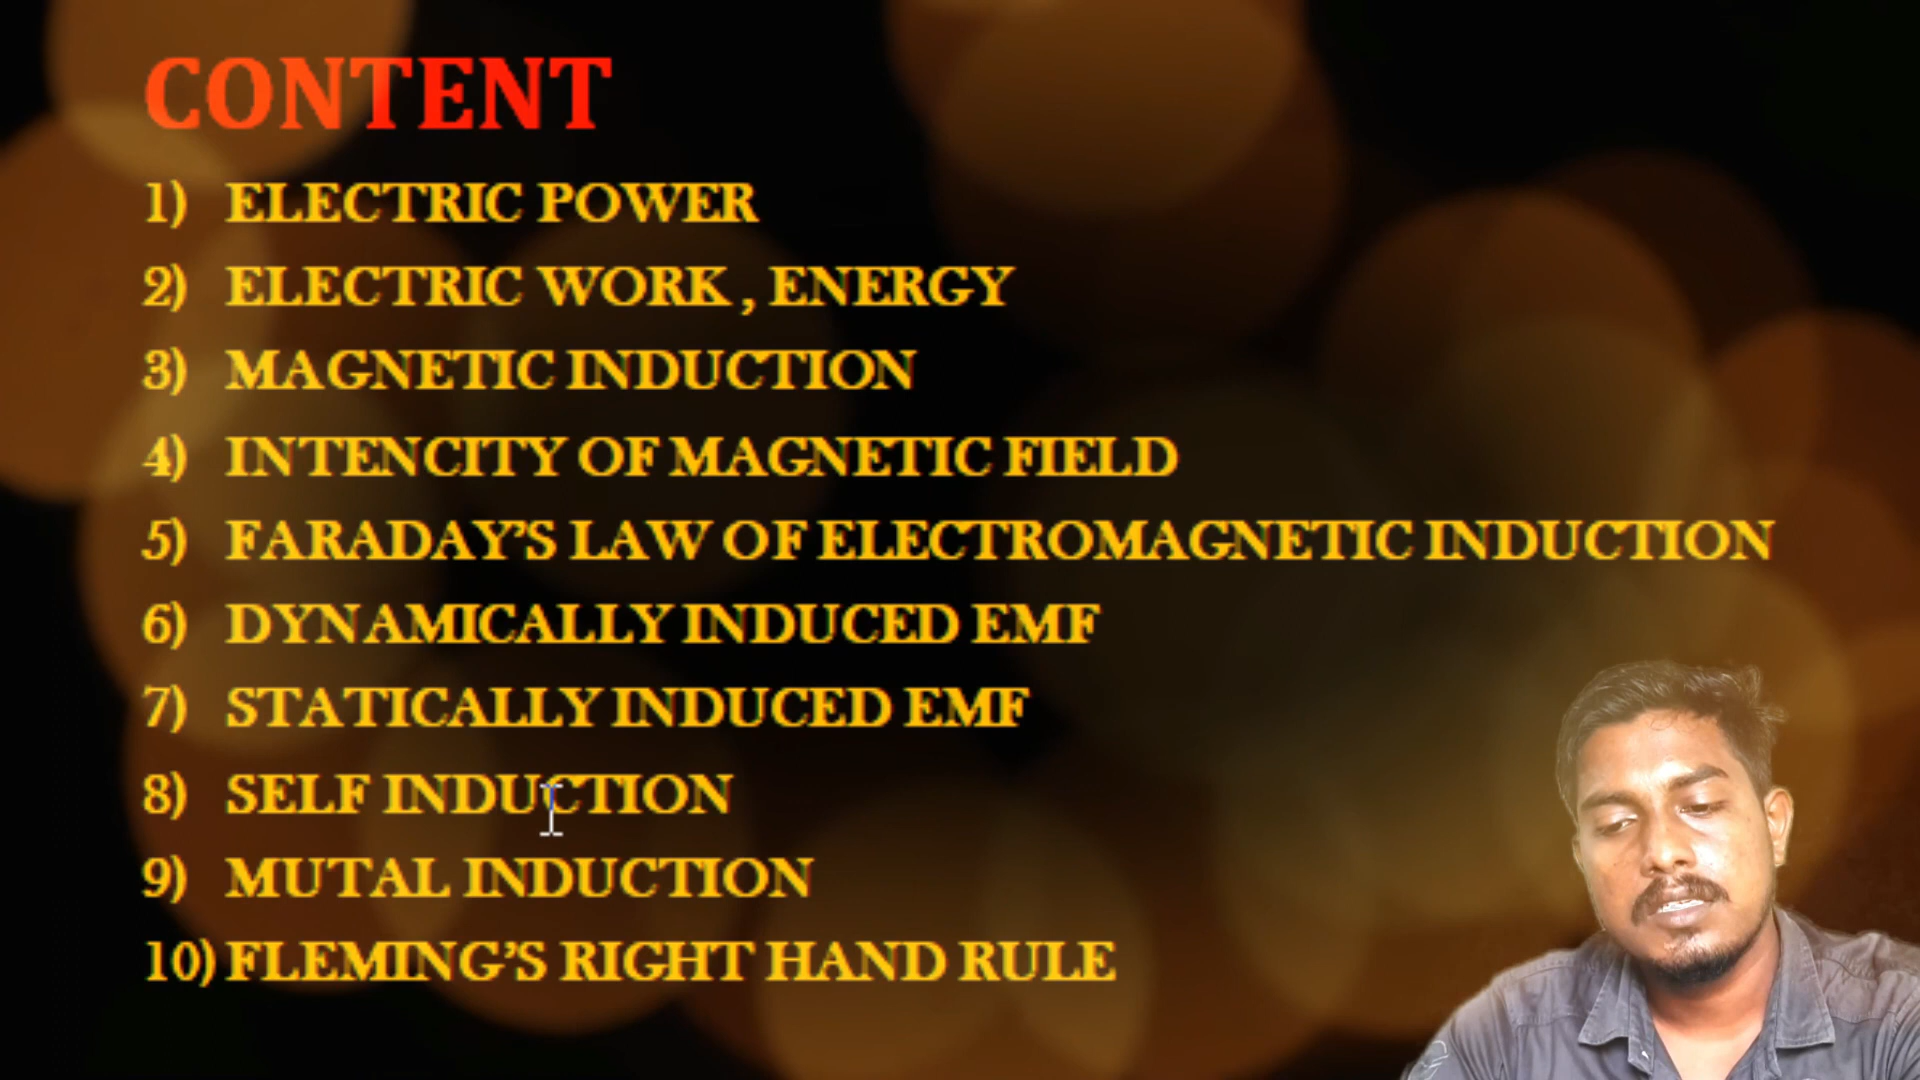 CONTENT
1) ELECTRIC POWER
2) ELECTRIC WORK , ENERGY
3) MAGNETIC INDUCTION
4) INTENCITY OF MAGNETIC FIELD
5) FARADAY'S LAW OF ELECTROMAGNETIC INDUCTION
6) DYNAMICALLY INDUCED EMF
7) STATICALLY INDUCED EMF
8) SELF INDUCTION
9) MUTAL INDUCTION
10) FLEMING'S RIGHT HAND RULE